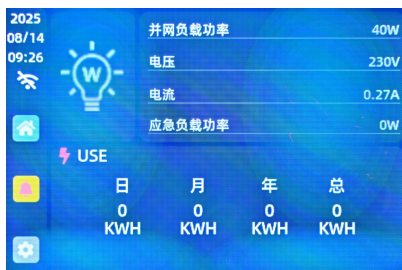 2025
08/14
09:26
W
并网负载功率 40W
电压 230V
电流 0.27A
应急负载功率 0W
USE
日 月 年 总
0 0 0 0
KWH KWH KWH KWH